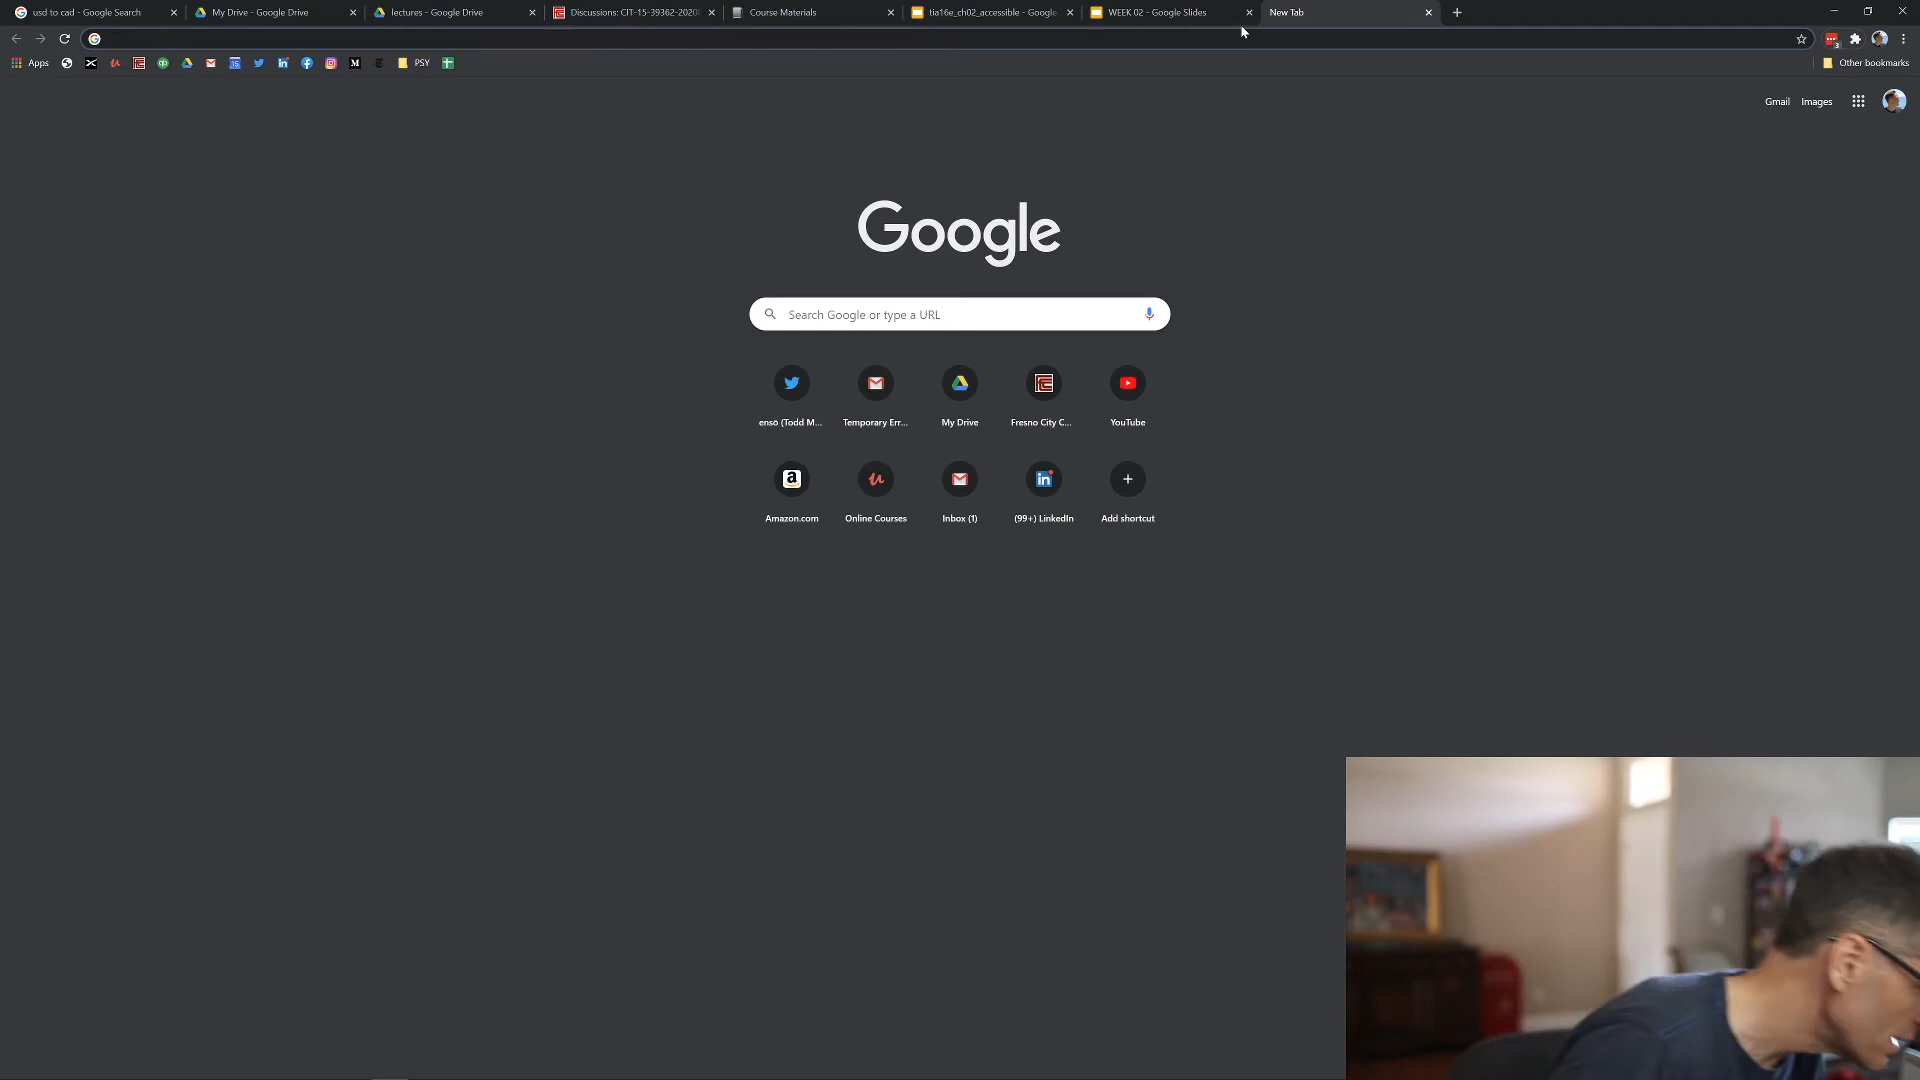 usd to cad - Google Search
My Drive - Google Drive
lectures - Google Drive
Discussions: CIT-15-39362-2020F
Course Materials
tia16e_ch02_accessible - Google
WEEK 02 - Google Slides
New Tab
Apps
PSY
Other bookmarks
Gmail Images
Google
Search Google or type a URL
ensō (Todd M...
Temporary Err...
My Drive
Fresno City C...
YouTube
Amazon.com
Online Courses
Inbox (1)
(99+) LinkedIn
Add shortcut